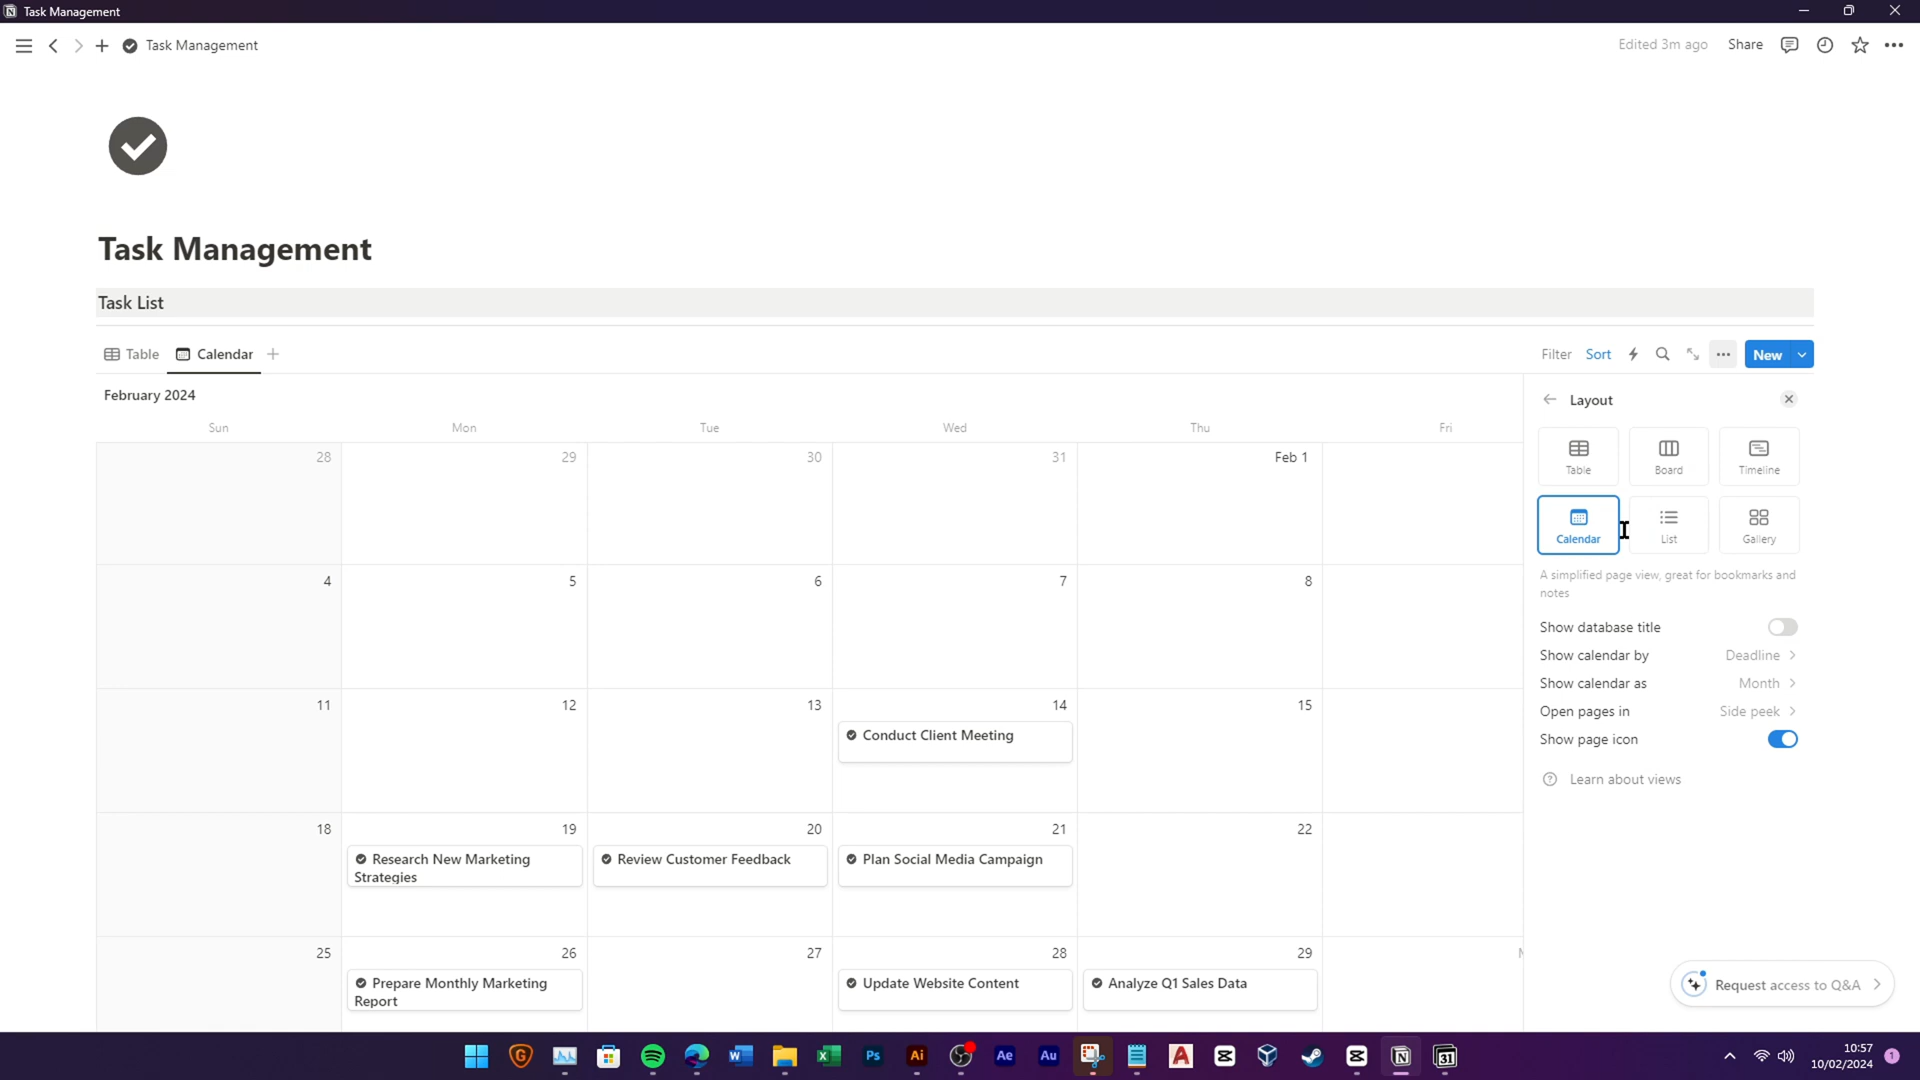 Task Management
Task Management
Edited 3m ago
Share
Task Management
Task List
Table
Calendar
Filter
Sort
New
February 2024
Sun Mon Tue Wed Thu Fri
28 29 30 31 Feb 1
4 5 6 7 8
11 12 13 14 15
Conduct Client Meeting
18 19 20 21 22
Research New Marketing
Strategies
Review Customer Feedback
Plan Social Media Campaign
25 26 27 28 29
Prepare Monthly Marketing
Report
Update Website Content
Analyze Q1 Sales Data
Layout
Table
Board
Timeline
Calendar
List
Gallery
A simplified page view, great for bookmarks and
notes
Show database title
Show calendar by Deadline
Show calendar as Month
Open pages in Side peek
Show page icon
Learn about views
Request access to Q&A
G
W
X
Ps
Ai
Ae
Au
A
N
31
10:57
10/02/2024
1